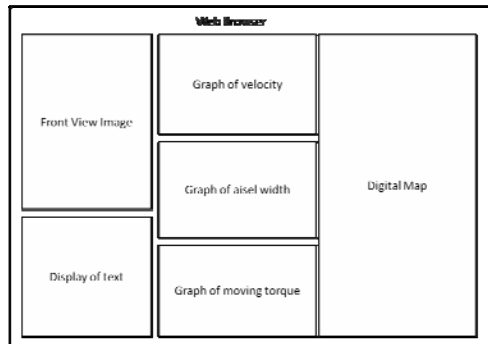 Web Browser
Front View Image
Display of text
Graph of velocity
Graph of aisel width
Graph of moving torque
Digital Map